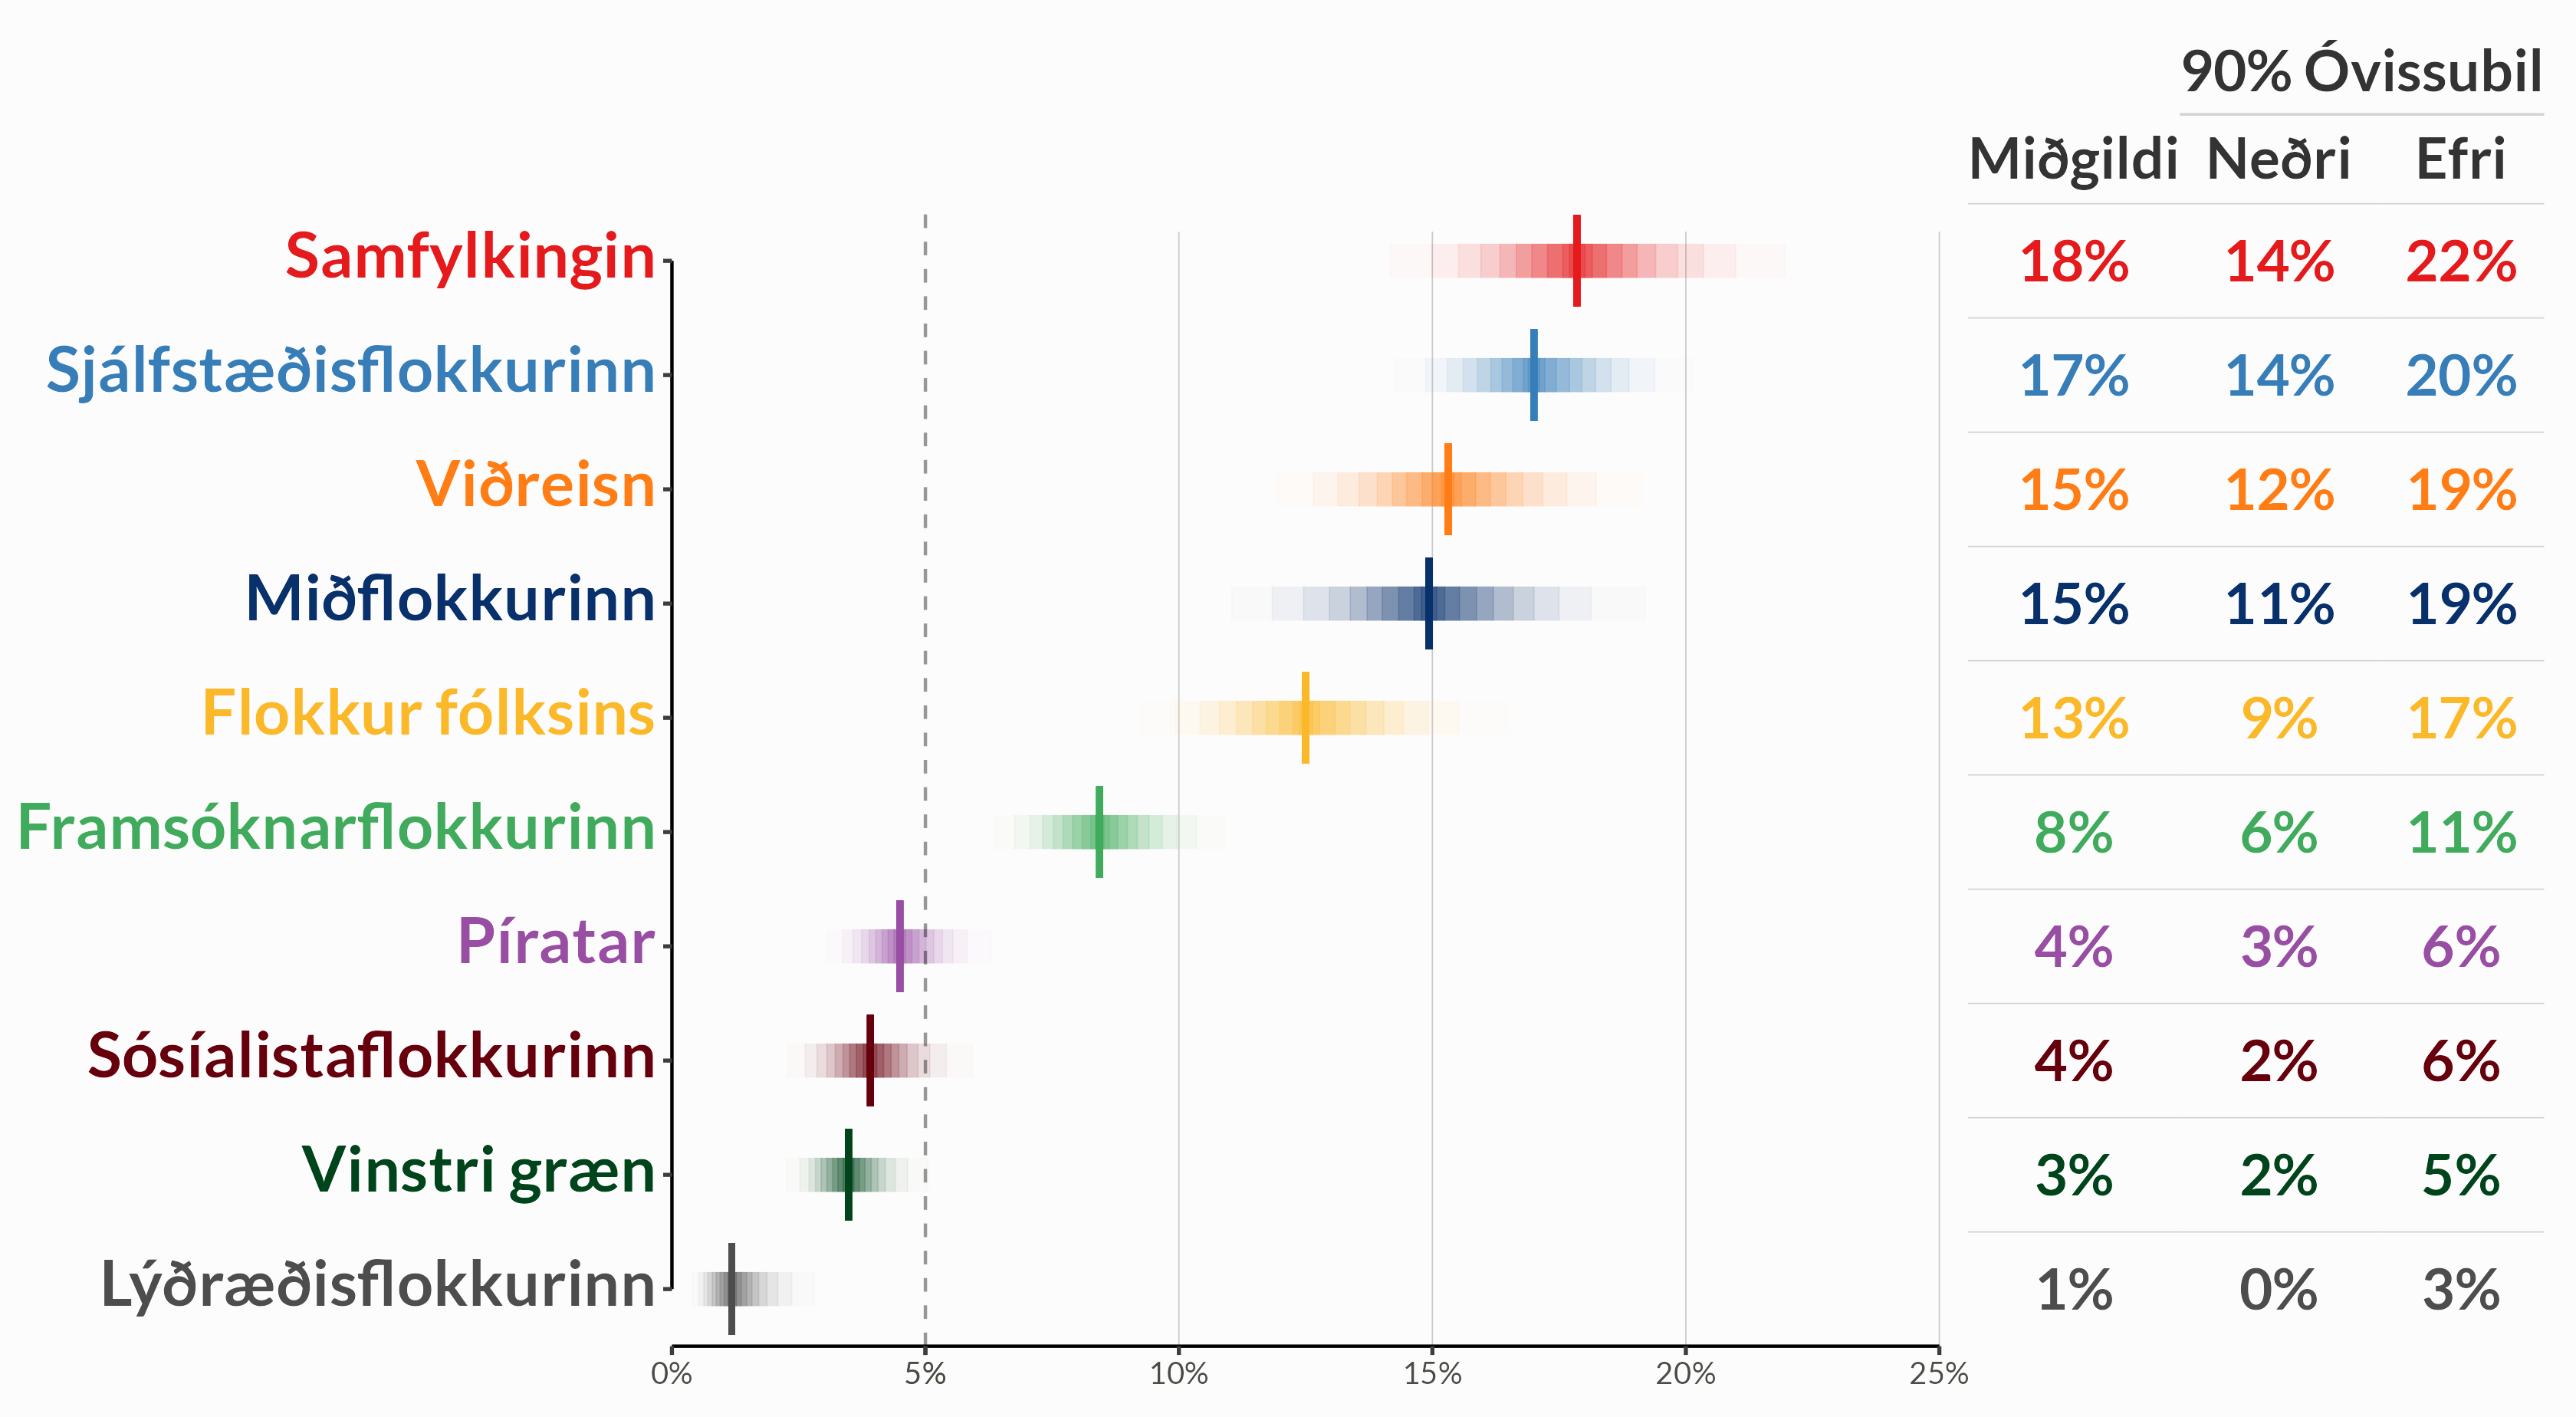 90% Óvissubil
Miðgildi Neðri Efri
Samfylkingin 18% 14% 22%
Sjálfstæðisflokkurinn 17% 14% 20%
Viðreisn 15% 12% 19%
Miðflokkurinn 15% 11% 19%
Flokkur fólksins 13% 9% 17%
Framsóknarflokkurinn 8% 6% 11%
Píratar 4% 3% 6%
Sósíalistaflokkurinn 4% 2% 6%
Vinstri græn 3% 2% 5%
Lýðræðisflokkurinn 1% 0% 3%
0% 5% 10% 15% 20% 25%